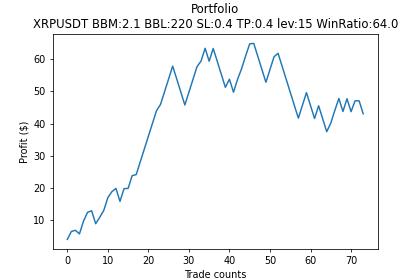 Portfolio
XRPUSDT BBM:2.1 BBL:220 SL:0.4 TP:0.4 lev:15 WinRatio:64.0
Profit ($)
60
50
40
30
20
10
0 10 20 30 40 50 60 70
Trade counts